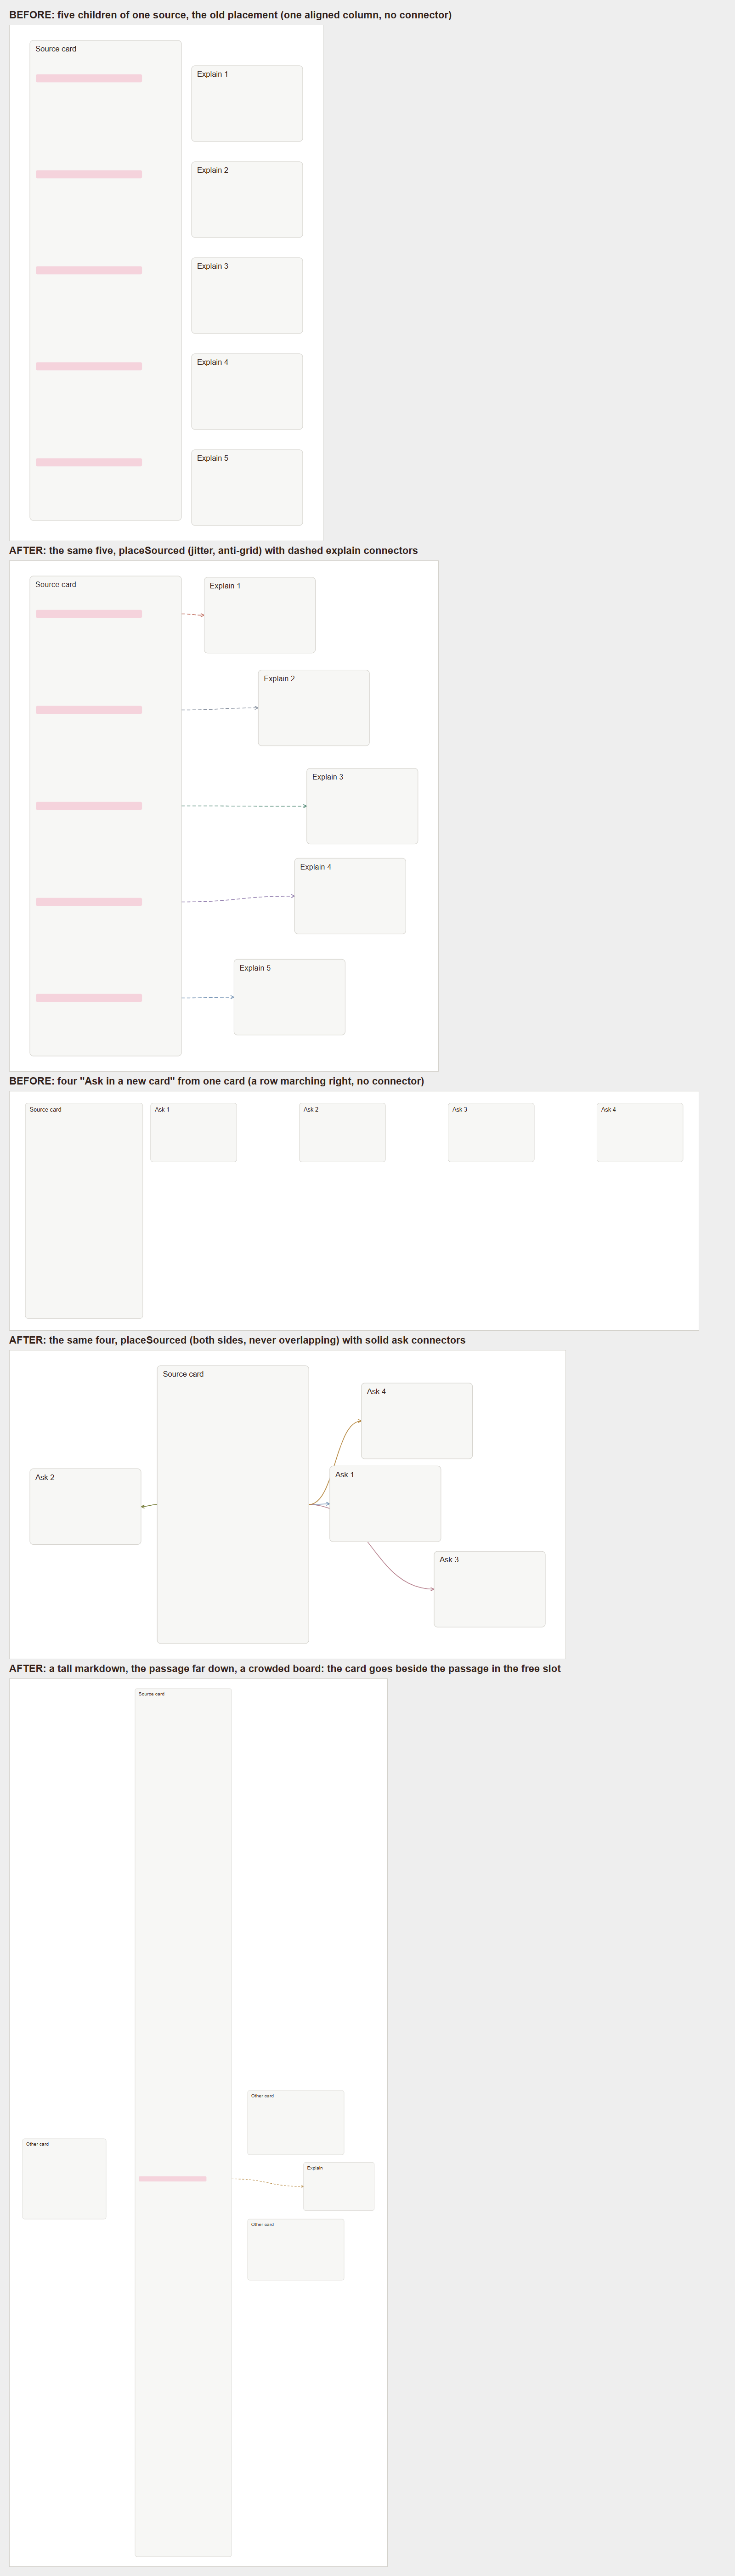 BEFORE: five children of one source, the old placement (one aligned column, no connector)
Source card
Explain 1
Explain 2
Explain 3
Explain 4
Explain 5
AFTER: the same five, placeSourced (jitter, anti-grid) with dashed explain connectors
Source card
Explain 1
Explain 2
Explain 3
Explain 4
Explain 5
BEFORE: four "Ask in a new card" from one card (a row marching right, no connector)
Source card
Ask 1
Ask 2
Ask 3
Ask 4
AFTER: the same four, placeSourced (both sides, never overlapping) with solid ask connectors
Source card
Ask 4
Ask 1
Ask 2
Ask 3
AFTER: a tall markdown, the passage far down, a crowded board: the card goes beside the passage in the free slot
Source card
Other card
Other card
Explain
Other card